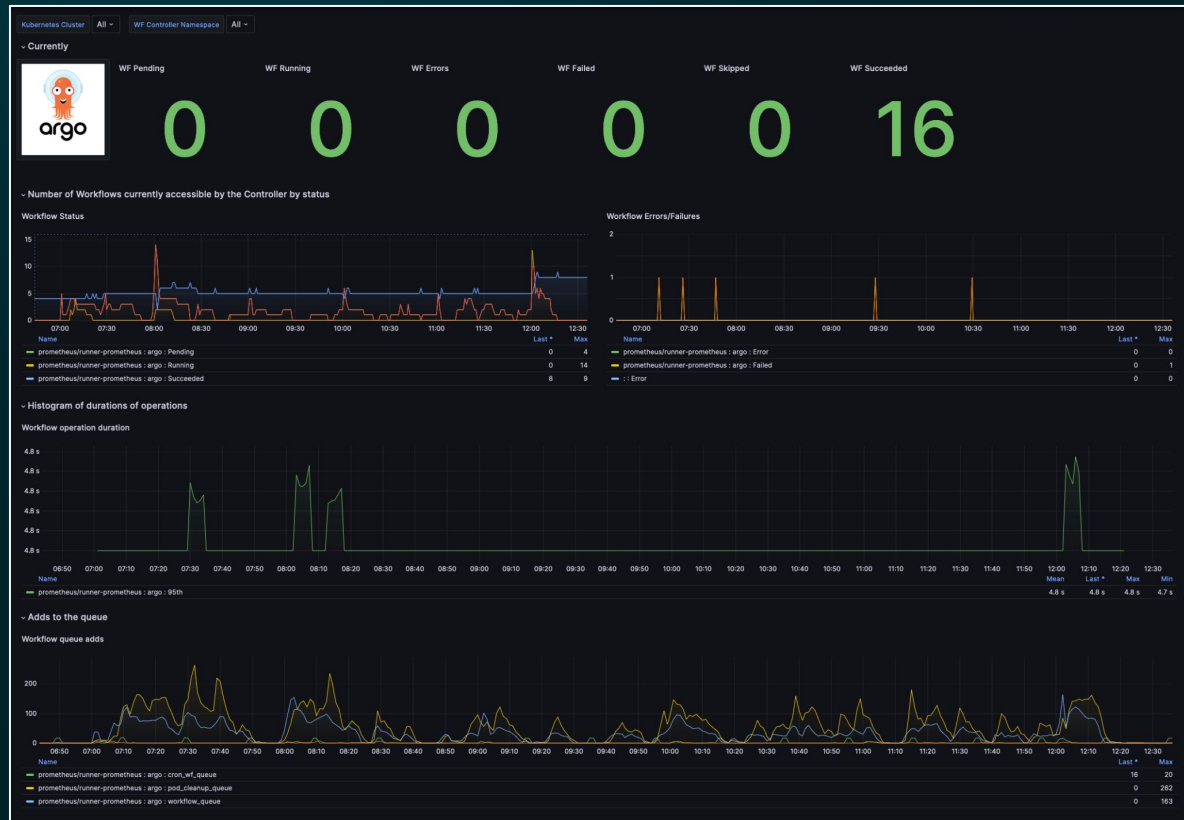 Kubernetes Cluster All WF Controller Namespace All
Currently
argo
WF Pending WF Running WF Errors WF Failed WF Skipped WF Succeeded
0 0 0 0 0 16
Number of Workflows currently accessible by the Controller by status
Workflow Status
15
10
5
0
07:00 07:30 08:00 08:30 09:00 09:30 10:00 10:30 11:00 11:30 12:00 12:30
Name Last * Max
prometheus/runner-prometheus : argo : Pending 0 4
prometheus/runner-prometheus : argo : Running 0 14
prometheus/runner-prometheus : argo : Succeeded 8 9
Workflow Errors/Failures
2
1
0
07:00 07:30 08:00 08:30 09:00 09:30 10:00 10:30 11:00 11:30 12:00 12:30
Name Last * Max
prometheus/runner-prometheus : argo : Error 0 0
prometheus/runner-prometheus : argo : Failed 0 1
: : Error 0 0
Histogram of durations of operations
Workflow operation duration
4.8 s
4.8 s
4.8 s
4.8 s
4.8 s
4.8 s
06:50 07:00 07:10 07:20 07:30 07:40 07:50 08:00 08:10 08:20 08:30 08:40 08:50 09:00 09:10 09:20 09:30 09:40 09:50 10:00 10:10 10:20 10:30 10:40 10:50 11:00 11:10 11:20 11:30 11:40 11:50 12:00 12:10 12:20 12:30
Name Mean Last * Max Min
prometheus/runner-prometheus : argo : 95th 4.8 s 4.8 s 4.8 s 4.7 s
Adds to the queue
Workflow queue adds
200
100
0
06:50 07:00 07:10 07:20 07:30 07:40 07:50 08:00 08:10 08:20 08:30 08:40 08:50 09:00 09:10 09:20 09:30 09:40 09:50 10:00 10:10 10:20 10:30 10:40 10:50 11:00 11:10 11:20 11:30 11:40 11:50 12:00 12:10 12:20 12:30
Name Last * Max
prometheus/runner-prometheus : argo : cron_wf_queue 16 20
prometheus/runner-prometheus : argo : pod_cleanup_queue 0 262
prometheus/runner-prometheus : argo : workflow_queue 0 163